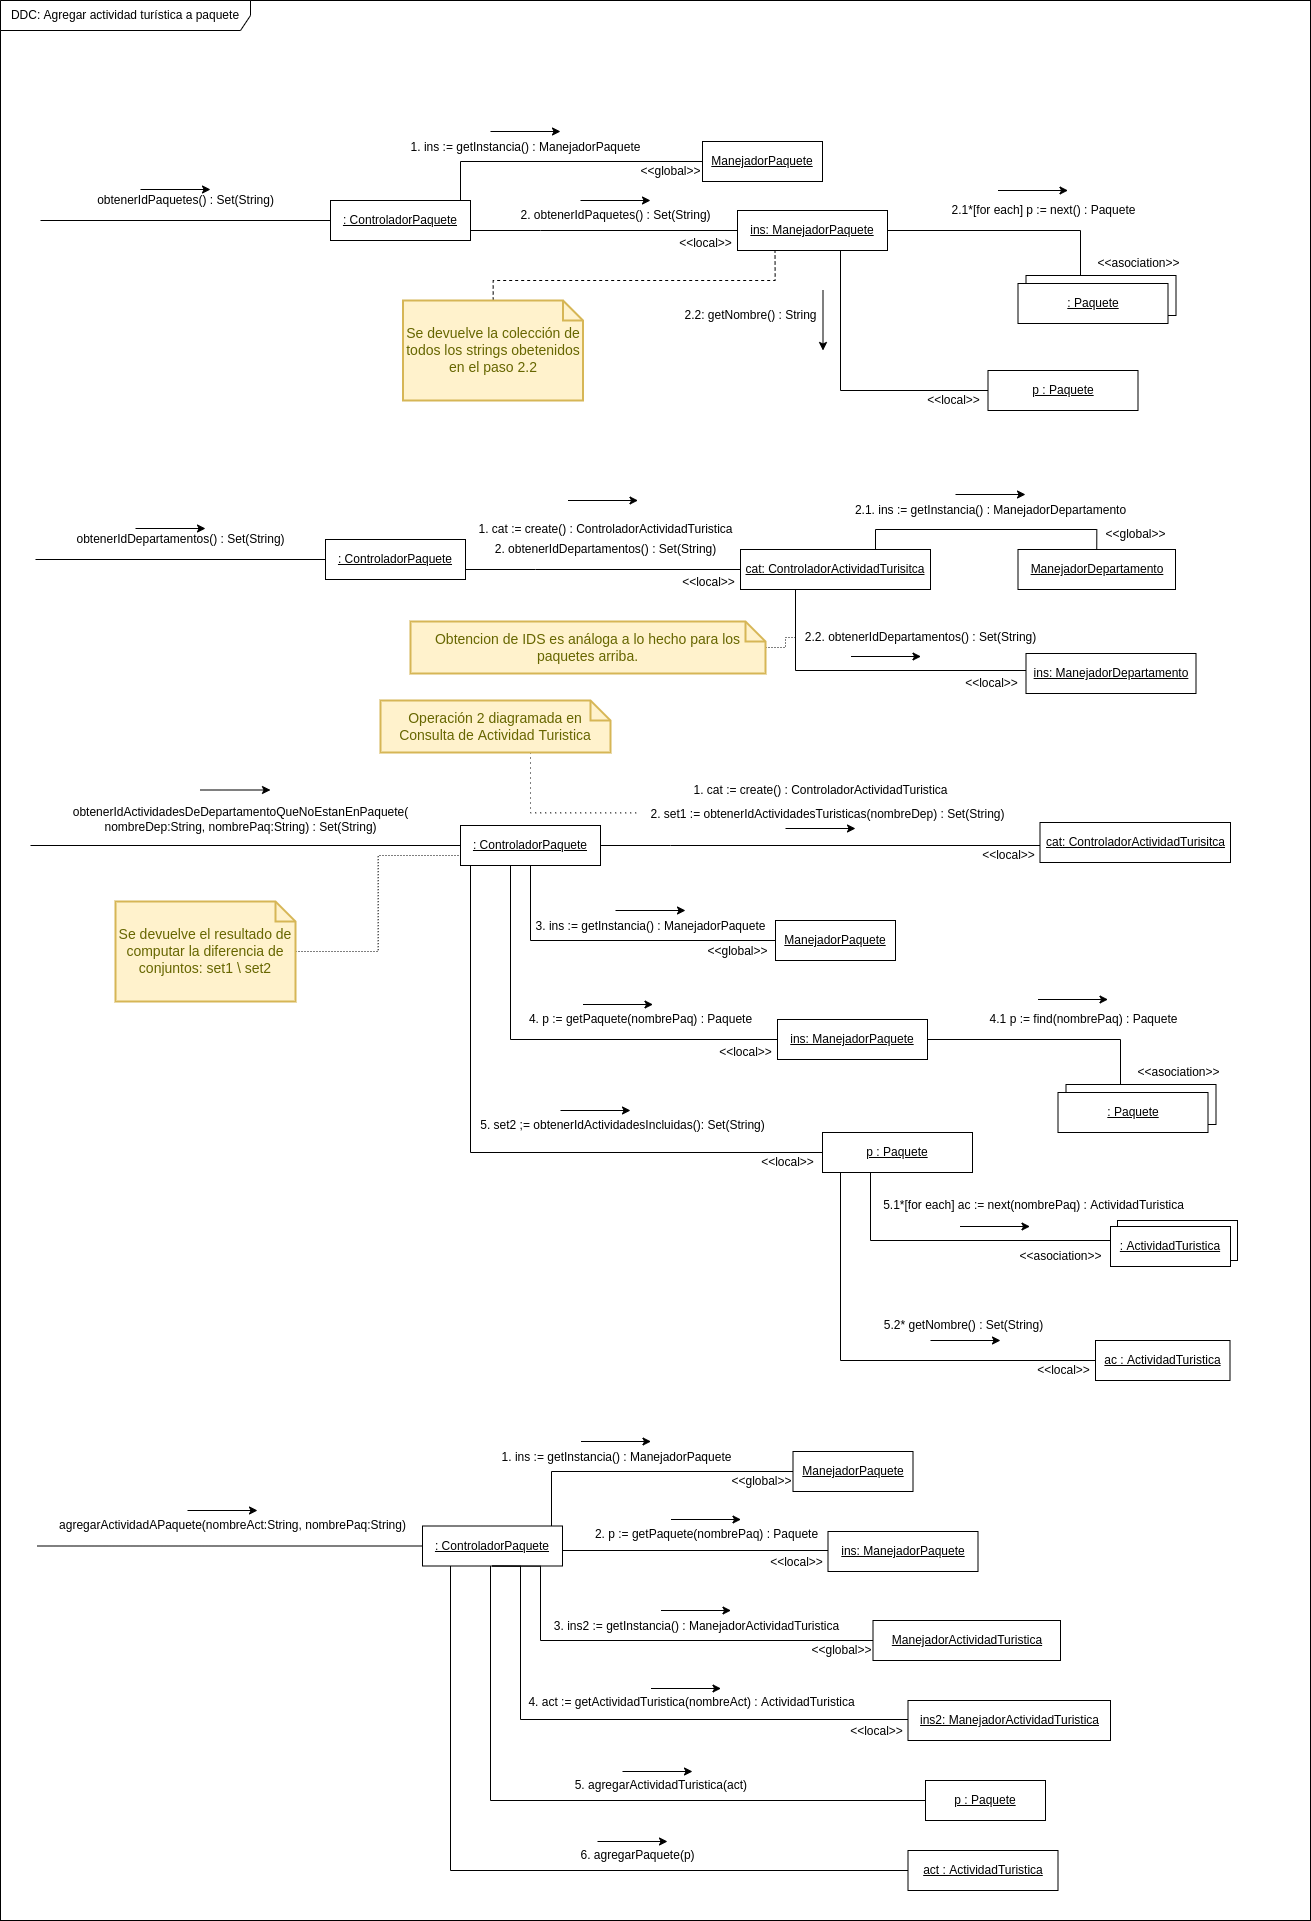 DDC: Agregar actividad turística a paquete
1. ins := getInstancia() : ManejadorPaquete
ManejadorPaquete
<<global>>
obtenerIdPaquetes() : Set(String)
: ControladorPaquete
2. obtenerIdPaquetes() : Set(String)
<<local>>
ins: ManejadorPaquete
2.1*[for each] p := next() : Paquete
<<asociation>>
: Paquete
Se devuelve la colección de
todos los strings obetenidos
en el paso 2.2
2.2: getNombre() : String
<<local>>
p : Paquete
obtenerIdDepartamentos() : Set(String)
: ControladorPaquete
1. cat := create() : ControladorActividadTuristica
2. obtenerIdDepartamentos() : Set(String)
<<local>>
cat: ControladorActividadTurisitca
2.1. ins := getInstancia() : ManejadorDepartamento
<<global>>
ManejadorDepartamento
Obtencion de IDS es análoga a lo hecho para los
paquetes arriba.
2.2. obtenerIdDepartamentos() : Set(String)
<<local>>
ins: ManejadorDepartamento
Operación 2 diagramada en
Consulta de Actividad Turistica
obtenerIdActividadesDeDepartamentoQueNoEstanEnPaquete(
nombreDep:String, nombrePaq:String) : Set(String)
: ControladorPaquete
1. cat := create() : ControladorActividadTuristica
2. set1 := obtenerIdActividadesTuristicas(nombreDep) : Set(String)
<<local>>
cat: ControladorActividadTurisitca
Se devuelve el resultado de
computar la diferencia de
conjuntos: set1 \ set2
3. ins := getInstancia() : ManejadorPaquete
<<global>>
ManejadorPaquete
4. p := getPaquete(nombrePaq) : Paquete
<<local>>
ins: ManejadorPaquete
4.1 p := find(nombrePaq) : Paquete
<<asociation>>
: Paquete
5. set2 ;= obtenerIdActividadesIncluidas(): Set(String)
<<local>>
p : Paquete
5.1*[for each] ac := next(nombrePaq) : ActividadTuristica
<<asociation>>
: ActividadTuristica
5.2* getNombre() : Set(String)
<<local>>
ac : ActividadTuristica
1. ins := getInstancia() : ManejadorPaquete
<<global>>
ManejadorPaquete
agregarActividadAPaquete(nombreAct:String, nombrePaq:String)
: ControladorPaquete
2. p := getPaquete(nombrePaq) : Paquete
<<local>>
ins: ManejadorPaquete
3. ins2 := getInstancia() : ManejadorActividadTuristica
<<global>>
ManejadorActividadTuristica
4. act := getActividadTuristica(nombreAct) : ActividadTuristica
<<local>>
ins2: ManejadorActividadTuristica
5. agregarActividadTuristica(act)
p : Paquete
6. agregarPaquete(p)
act : ActividadTuristica